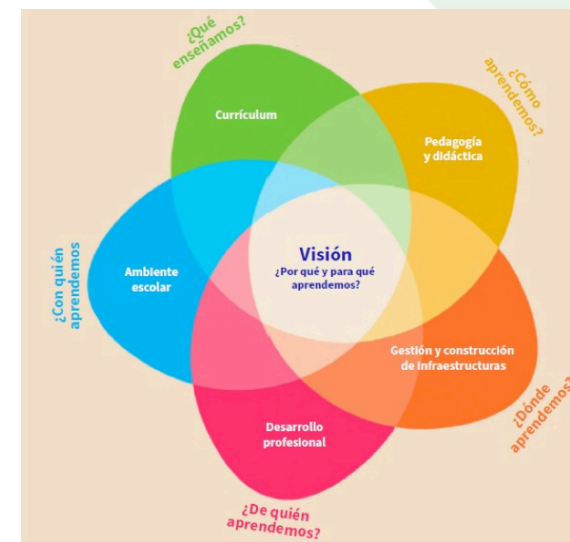 ¿Qué
enseñamos?
Currículum
¿Cómo
aprendemos?
Pedagogía
y didáctica
Visión
¿Por qué y para qué
aprendemos?
¿Con quién
aprendemos
Ambiente
escolar
Gestión y construcción
de infraestructuras
¿Dónde
aprendemos?
Desarrollo
profesional
¿De quién
aprendemos?